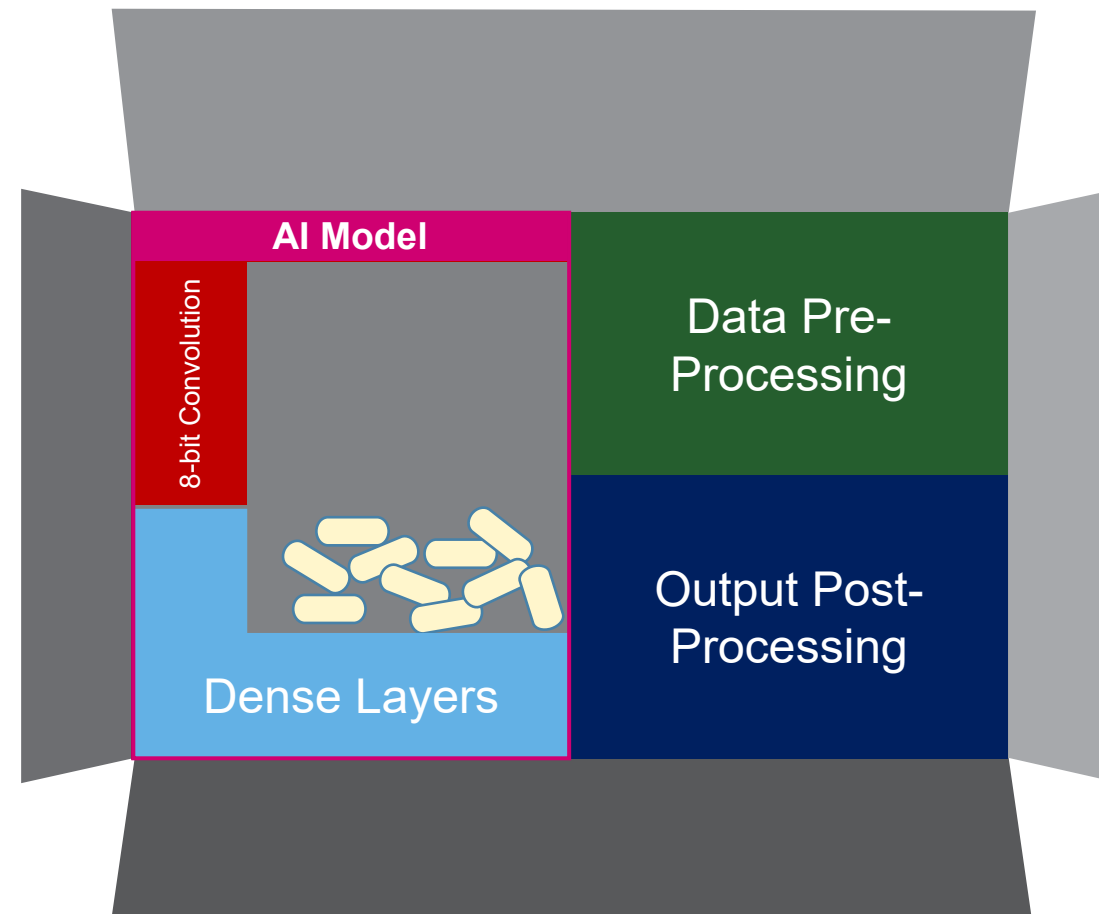 AI Model
8-bit Convolution
Dense Layers
Data Pre-
Processing
Output Post-
Processing